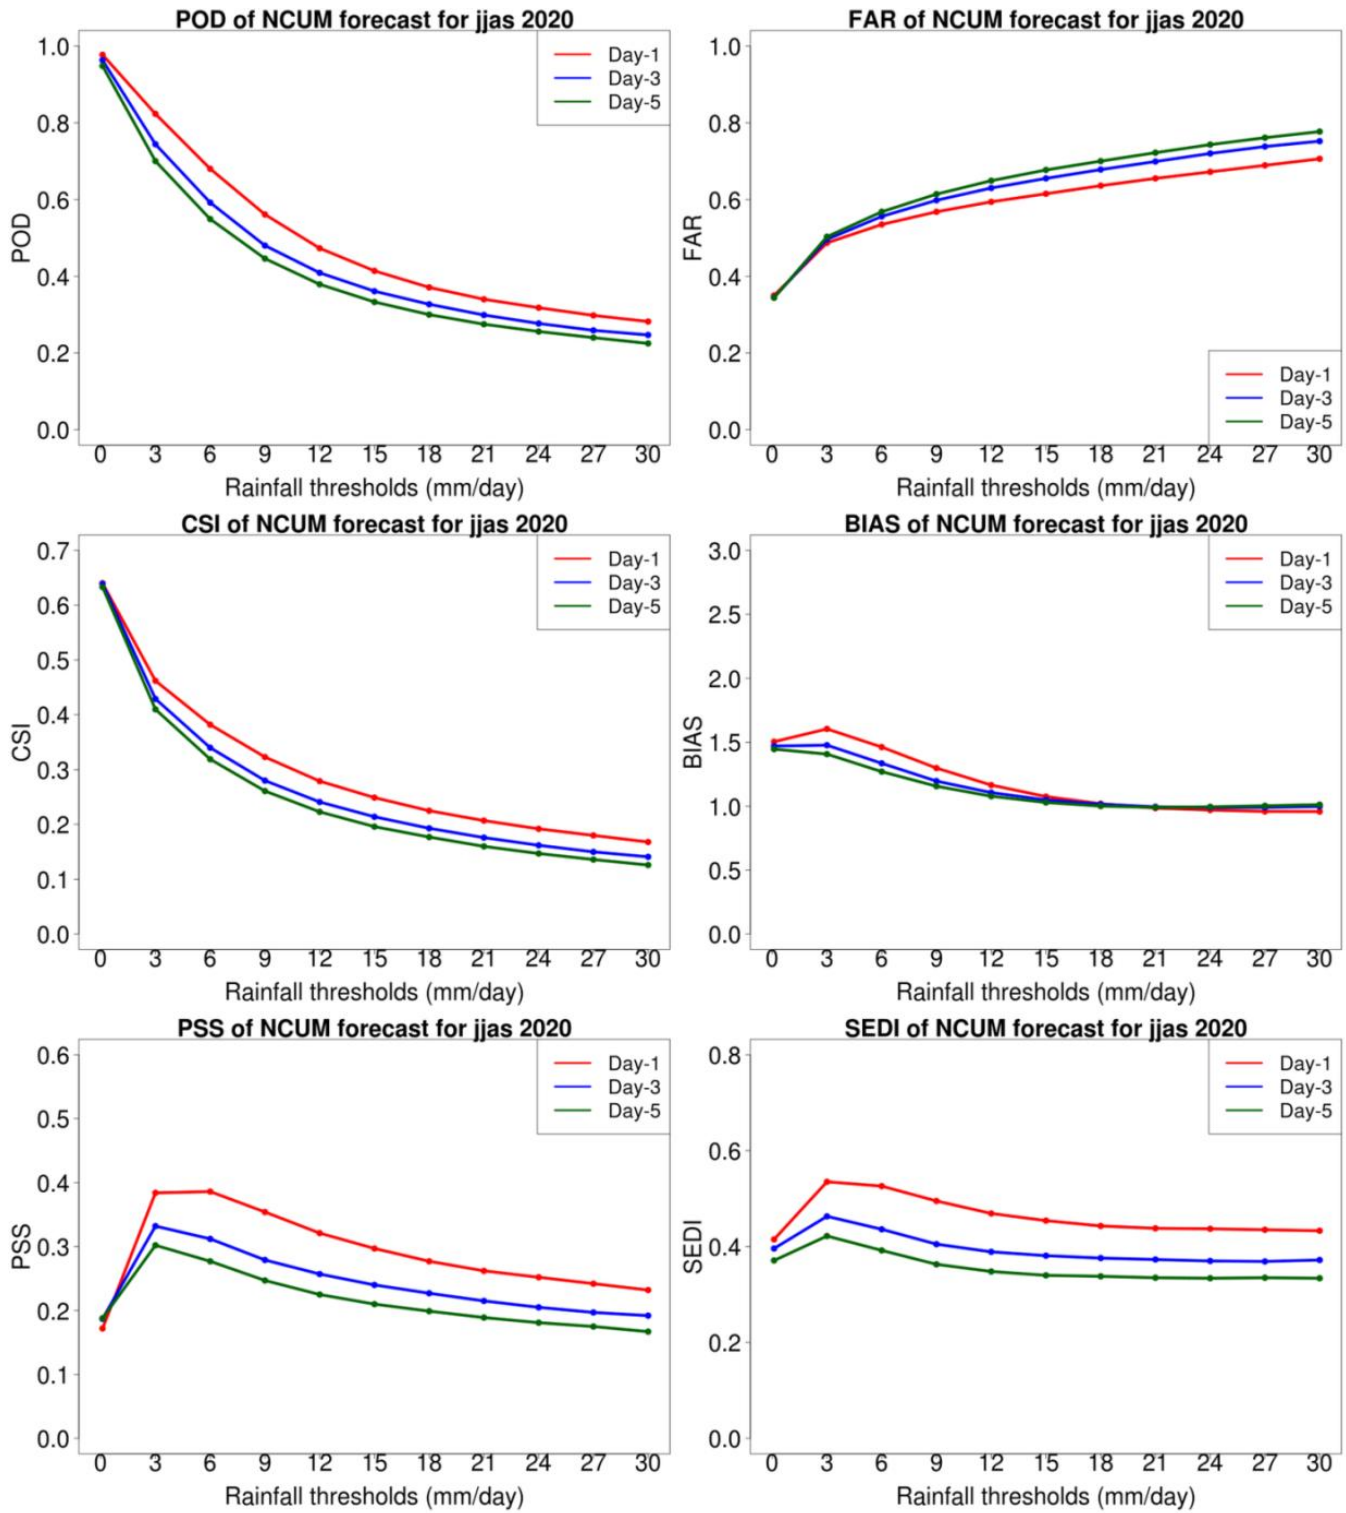 POD of NCUM forecast for jjas 2020
1.0
0.8
0.6
0.4
0.2
0.0
POD
Day-1
Day-3
Day-5
0 3 6 9 12 15 18 21 24 27 30
Rainfall thresholds (mm/day)
FAR of NCUM forecast for jjas 2020
1.0
0.8
0.6
0.4
0.2
0.0
FAR
Day-1
Day-3
Day-5
0 3 6 9 12 15 18 21 24 27 30
Rainfall thresholds (mm/day)
CSI of NCUM forecast for jjas 2020
0.7
0.6
0.5
0.4
0.3
0.2
0.1
0.0
CSI
Day-1
Day-3
Day-5
0 3 6 9 12 15 18 21 24 27 30
Rainfall thresholds (mm/day)
BIAS of NCUM forecast for jjas 2020
3.0
2.5
2.0
1.5
1.0
0.5
0.0
BIAS
Day-1
Day-3
Day-5
0 3 6 9 12 15 18 21 24 27 30
Rainfall thresholds (mm/day)
PSS of NCUM forecast for jjas 2020
0.6
0.5
0.4
0.3
0.2
0.1
0.0
PSS
Day-1
Day-3
Day-5
0 3 6 9 12 15 18 21 24 27 30
Rainfall thresholds (mm/day)
SEDI of NCUM forecast for jjas 2020
0.8
0.6
0.4
0.2
0.0
SEDI
Day-1
Day-3
Day-5
0 3 6 9 12 15 18 21 24 27 30
Rainfall thresholds (mm/day)